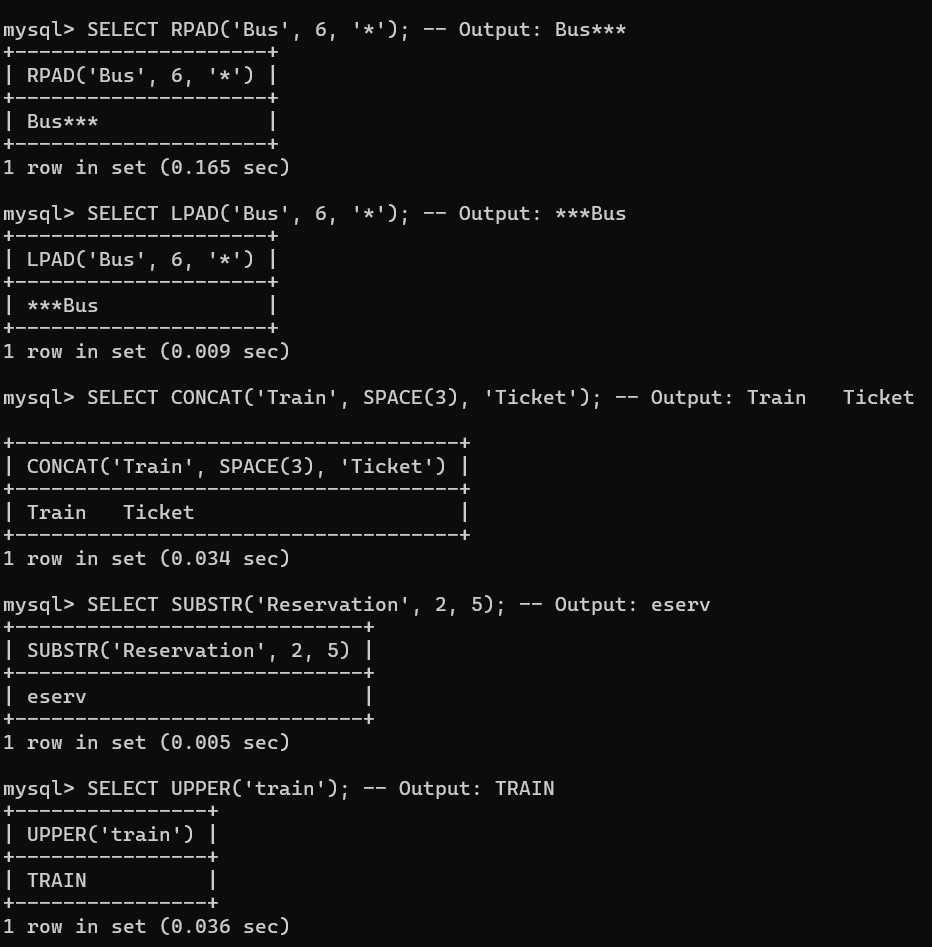 mysql> SELECT RPAD('Bus', 6, '*'); -- Output: Bus***
+---------------------+
| RPAD('Bus', 6, '*') |
+---------------------+
| Bus***              |
+---------------------+
1 row in set (0.165 sec)

mysql> SELECT LPAD('Bus', 6, '*'); -- Output: ***Bus
+---------------------+
| LPAD('Bus', 6, '*') |
+---------------------+
| ***Bus              |
+---------------------+
1 row in set (0.009 sec)

mysql> SELECT CONCAT('Train', SPACE(3), 'Ticket'); -- Output: Train   Ticket

+-------------------------------------+
| CONCAT('Train', SPACE(3), 'Ticket') |
+-------------------------------------+
| Train   Ticket                      |
+-------------------------------------+
1 row in set (0.034 sec)

mysql> SELECT SUBSTR('Reservation', 2, 5); -- Output: eserv
+-----------------------------+
| SUBSTR('Reservation', 2, 5) |
+-----------------------------+
| eserv                       |
+-----------------------------+
1 row in set (0.005 sec)

mysql> SELECT UPPER('train'); -- Output: TRAIN
+----------------+
| UPPER('train') |
+----------------+
| TRAIN          |
+----------------+
1 row in set (0.036 sec)